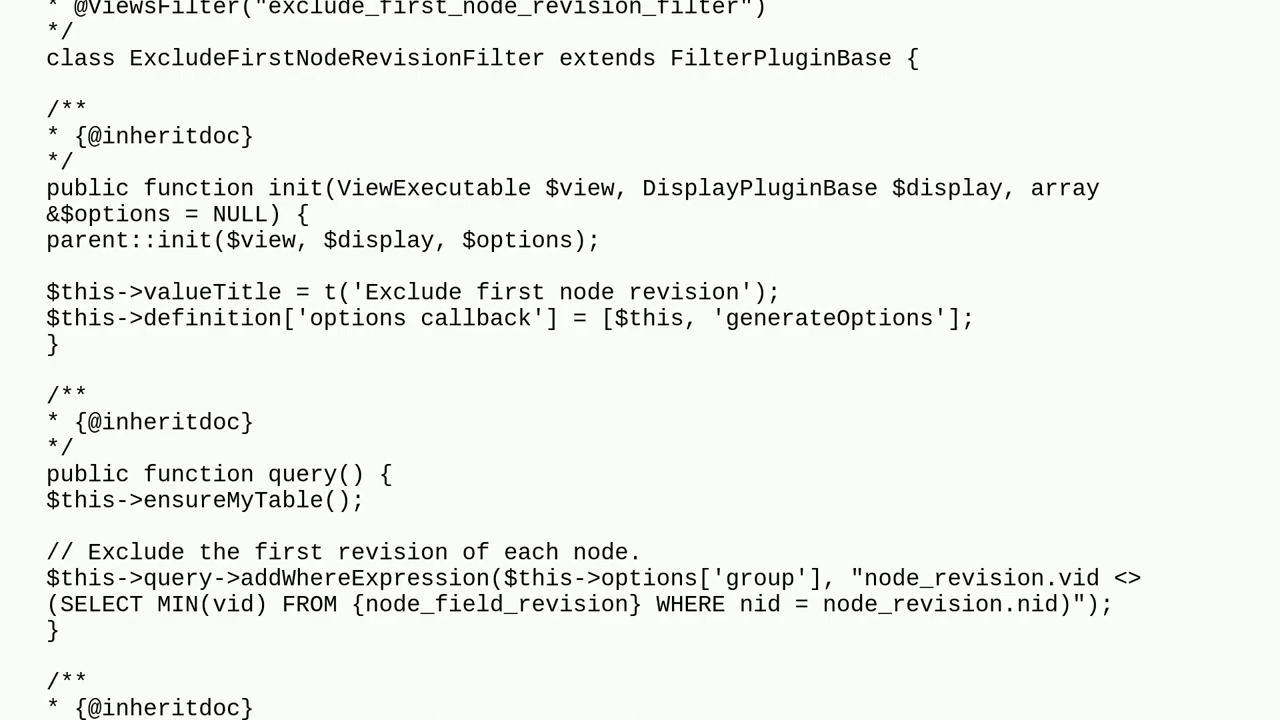 * @ViewsFilter("exclude_first_node_revision_filter")
*/
class ExcludeFirstNodeRevisionFilter extends FilterPluginBase {
/**
* {@inheritdoc}
*/
public function init(ViewExecutable $view, DisplayPluginBase $display, array
&$options = NULL) {
parent::init($view, $display, $options);
$this->valueTitle = t('Exclude first node revision');
$this->definition['options callback'] = [$this, 'generateOptions'];
}
/**
* {@inheritdoc}
*/
public function query() {
$this->ensureMyTable();
// Exclude the first revision of each node.
$this->query->addWhereExpression($this->options['group'], "node_revision.vid <>
(SELECT MIN(vid) FROM {node_field_revision} WHERE nid = node_revision.nid)");
}
/**
* {@inheritdoc}